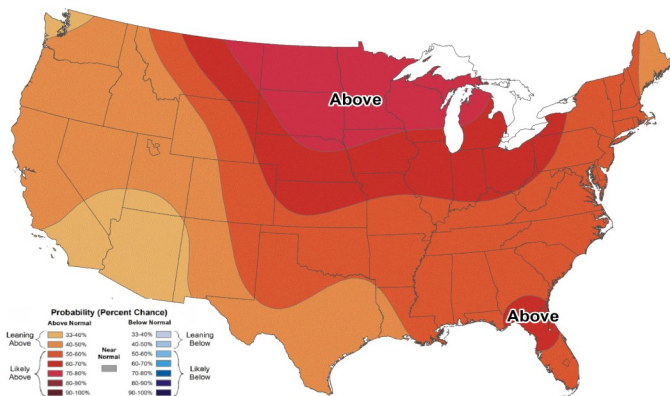 Above
Above
Probability (Percent Chance)
Above Normal Below Normal
Leaning Above
33-40% 33-40%
40-50% 40-50%
Leaning Below
Likely Above
50-60% 50-60%
60-70% 60-70%
70-80% 70-80%
80-90% 80-90%
90-100% 90-100%
Near Normal
Likely Below